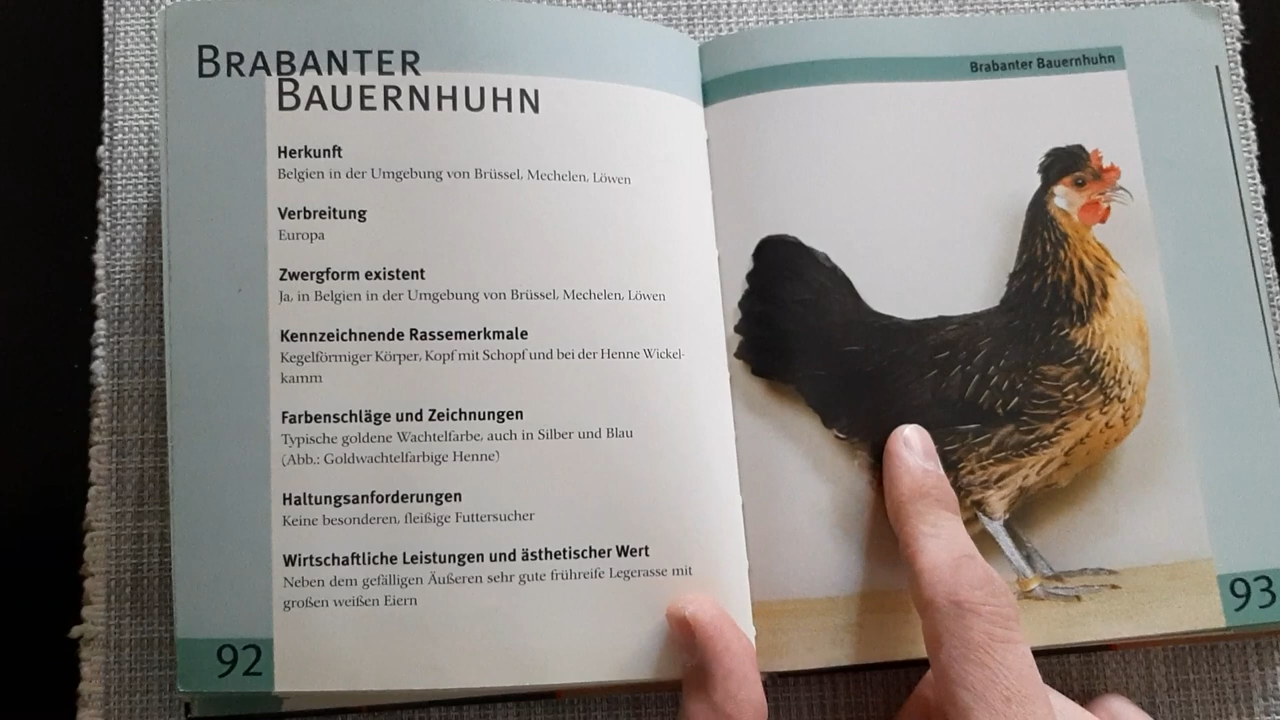 BRABANTER
BAUERNHUHN
Herkunft
Belgien in der Umgebung von Brüssel, Mechelen, Löwen
Verbreitung
Europa
Zwergform existent
Ja, in Belgien in der Umgebung von Brüssel, Mechelen, Löwen
Kennzeichnende Rassemerkmale
Kegelförmiger Körper, Kopf mit Schopf und bei der Henne Wickel-
kamm
Farbenschläge und Zeichnungen
Typische goldene Wachtelfarbe, auch in Silber und Blau
(Abb.: Goldwachtelfarbige Henne)
Haltungsanforderungen
Keine besonderen, fleißige Futtersucher
Wirtschaftliche Leistungen und ästhetischer Wert
Neben dem gefälligen Äußeren sehr gute frühreife Legerasse mit
großen weißen Eiern
92
Brabanter Bauernhuhn
93